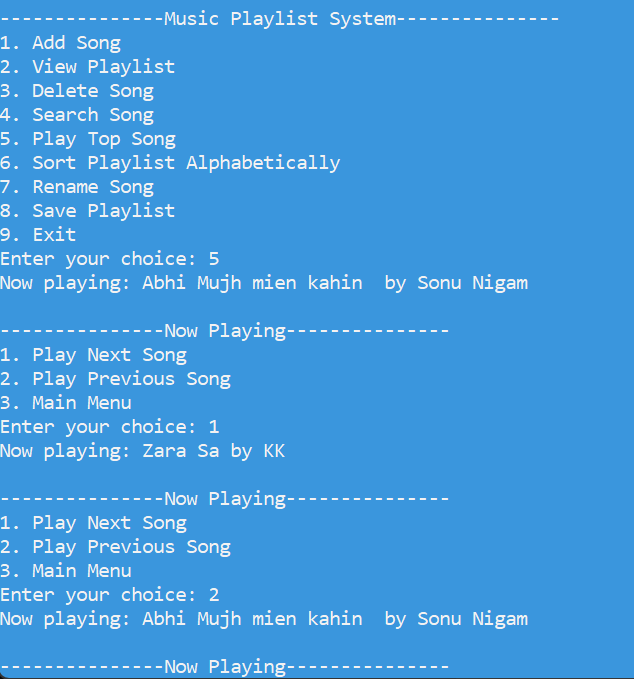 ---------------Music Playlist System---------------
1. Add Song
2. View Playlist
3. Delete Song
4. Search Song
5. Play Top Song
6. Sort Playlist Alphabetically
7. Rename Song
8. Save Playlist
9. Exit
Enter your choice: 5
Now playing: Abhi Mujh mien kahin  by Sonu Nigam

---------------Now Playing---------------
1. Play Next Song
2. Play Previous Song
3. Main Menu
Enter your choice: 1
Now playing: Zara Sa by KK

---------------Now Playing---------------
1. Play Next Song
2. Play Previous Song
3. Main Menu
Enter your choice: 2
Now playing: Abhi Mujh mien kahin  by Sonu Nigam

---------------Now Playing---------------